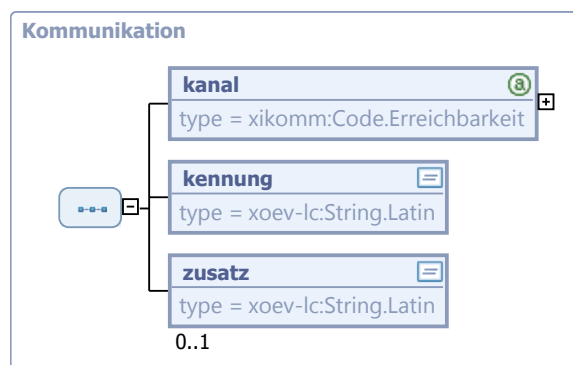 Kommunikation
kanal
type = xikomm:Code.Erreichbarkeit
kennung
type = xoev-lc:String.Latin
zusatz
type = xoev-lc:String.Latin
0..1